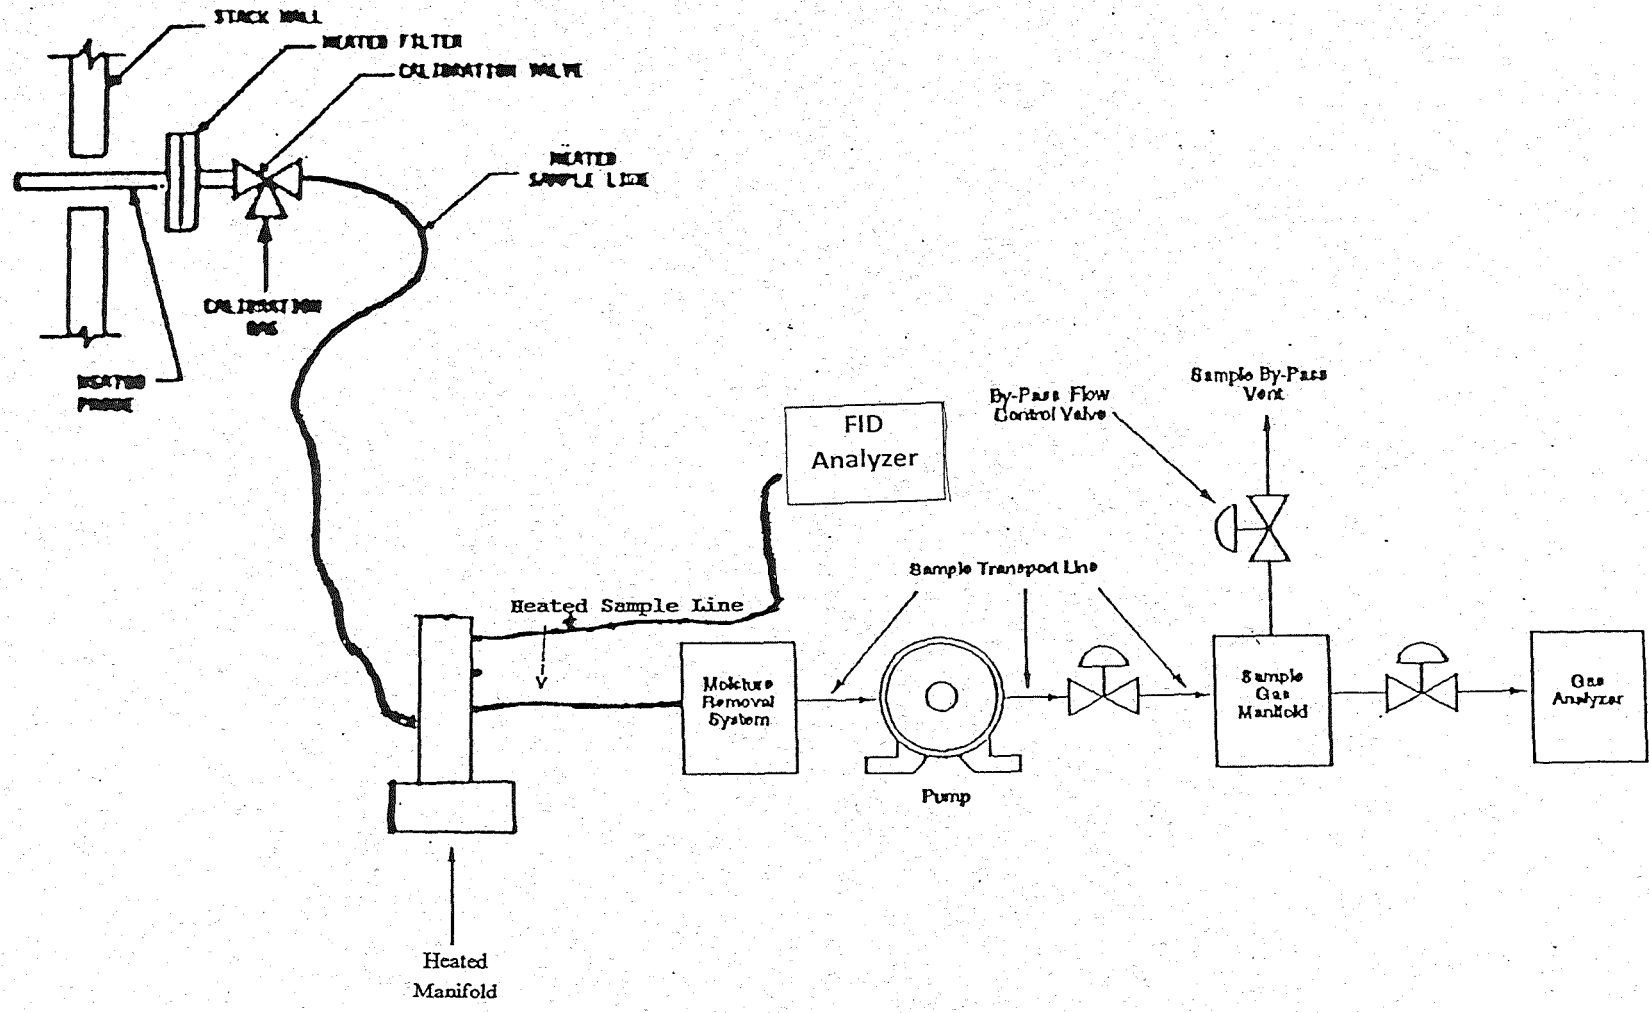 STACK WALL
HEATED FILTER
CALIBRATION VALVE
HEATED
SAMPLE LINE
CALIBRATION
GAS
HEATED
PROBE
FID
Analyzer
By-Pass Flow
Control Valve
Sample By-Pass
Vent
Sample Transport Line
Heated Sample Line
Moisture
Removal
System
Sample
Gas
Manifold
Gas
Analyzer
Pump
Heated
Manifold